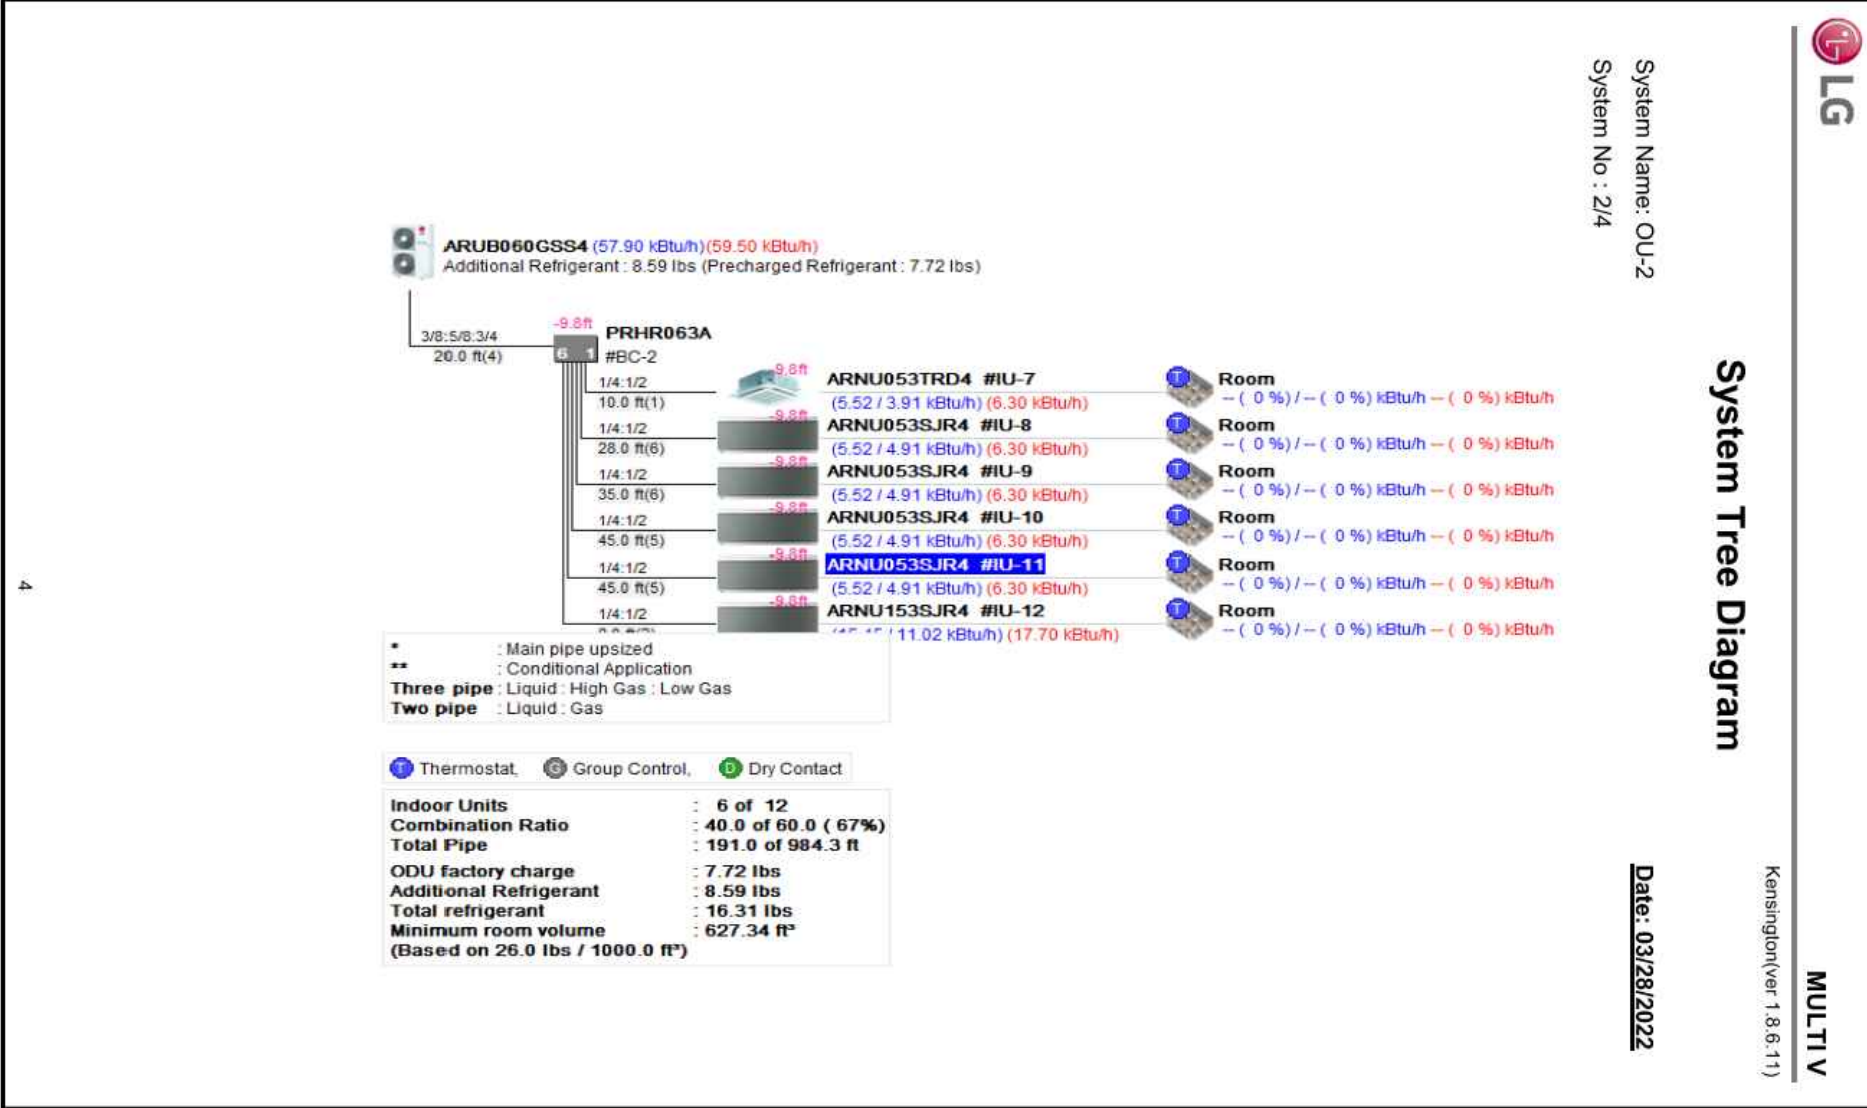 LG
MULTI V
Kensington(ver 1.8.6.11)
System Tree Diagram
System Name: OU-2
Date: 03/28/2022
System No : 2/4
ARUB060GSS4 (57.90 kBtu/h)(59.50 kBtu/h)
Additional Refrigerant : 8.59 lbs (Precharged Refrigerant : 7.72 lbs)
3/8:5/8:3/4
20.0 ft(4)
-9.8ft
PRHR063A
6 1
#BC-2
1/4:1/2
10.0 ft(1)
-9.8ft
ARNU053TRD4 #IU-7
(5.52 / 3.91 kBtu/h) (6.30 kBtu/h)
T
Room
-- ( 0 %) / -- ( 0 %) kBtu/h -- ( 0 %) kBtu/h
1/4:1/2
28.0 ft(6)
-9.8ft
ARNU053SJR4 #IU-8
(5.52 / 4.91 kBtu/h) (6.30 kBtu/h)
T
Room
-- ( 0 %) / -- ( 0 %) kBtu/h -- ( 0 %) kBtu/h
1/4:1/2
35.0 ft(6)
-9.8ft
ARNU053SJR4 #IU-9
(5.52 / 4.91 kBtu/h) (6.30 kBtu/h)
T
Room
-- ( 0 %) / -- ( 0 %) kBtu/h -- ( 0 %) kBtu/h
1/4:1/2
45.0 ft(5)
-9.8ft
ARNU053SJR4 #IU-10
(5.52 / 4.91 kBtu/h) (6.30 kBtu/h)
T
Room
-- ( 0 %) / -- ( 0 %) kBtu/h -- ( 0 %) kBtu/h
1/4:1/2
45.0 ft(5)
-9.8ft
ARNU053SJR4 #IU-11
(5.52 / 4.91 kBtu/h) (6.30 kBtu/h)
T
Room
-- ( 0 %) / -- ( 0 %) kBtu/h -- ( 0 %) kBtu/h
1/4:1/2
-9.8ft
ARNU153SJR4 #IU-12
/ 11.02 kBtu/h) (17.70 kBtu/h)
T
Room
-- ( 0 %) / -- ( 0 %) kBtu/h -- ( 0 %) kBtu/h
* : Main pipe upsized
** : Conditional Application
Three pipe : Liquid : High Gas : Low Gas
Two pipe : Liquid : Gas
T Thermostat, G Group Control, D Dry Contact
Indoor Units : 6 of 12
Combination Ratio : 40.0 of 60.0 ( 67%)
Total Pipe : 191.0 of 984.3 ft
ODU factory charge : 7.72 lbs
Additional Refrigerant : 8.59 lbs
Total refrigerant : 16.31 lbs
Minimum room volume : 627.34 ft³
(Based on 26.0 lbs / 1000.0 ft³)
4